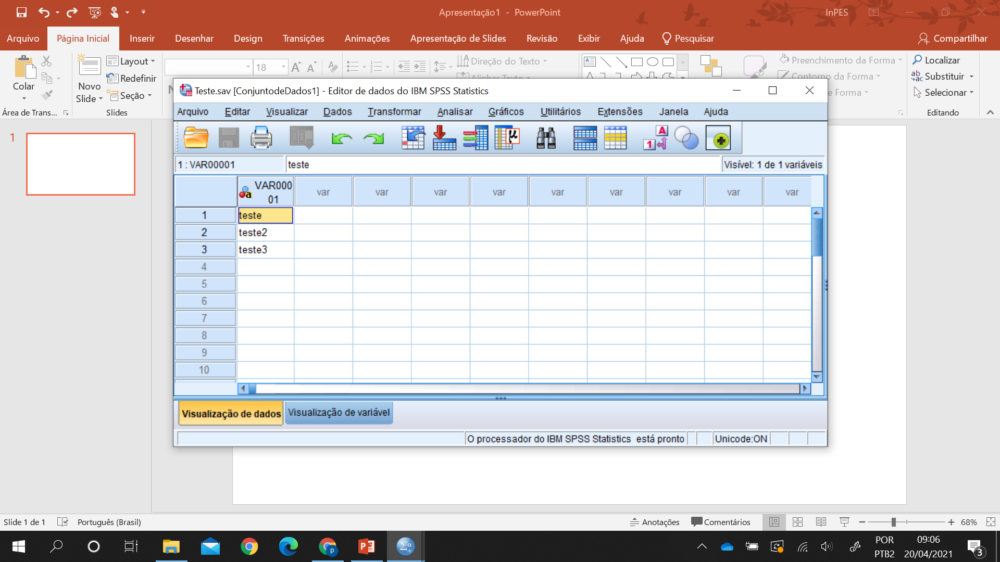 Apresentação1 - PowerPoint
InPES
Arquivo
Página Inicial
Inserir
Desenhar
Design
Transições
Animações
Apresentação de Slides
Revisão
Exibir
Ajuda
Pesquisar
Compartilhar
Colar
Novo
Slide
Layout
Redefinir
Seção
18
Direção do Texto
Alinhar Texto
Preenchimento da Forma
Contorno da Forma
e Forma
Localizar
Substituir
Selecionar
Área de Trans...
Slides
Editando
1
Teste.sav [ConjuntodeDados1] - Editor de dados do IBM SPSS Statistics
Arquivo
Editar
Visualizar
Dados
Transformar
Analisar
Gráficos
Utilitários
Extensões
Janela
Ajuda
1 : VAR00001
teste
Visível: 1 de 1 variáveis
VAR000
01
var
var
var
var
var
var
var
var
var
1
teste
2
teste2
3
teste3
4
5
6
7
8
9
10
Visualização de dados
Visualização de variável
O processador do IBM SPSS Statistics está pronto
Unicode:ON
Slide 1 de 1
Português (Brasil)
Anotações
Comentários
68%
POR
PTB2
09:06
20/04/2021
3